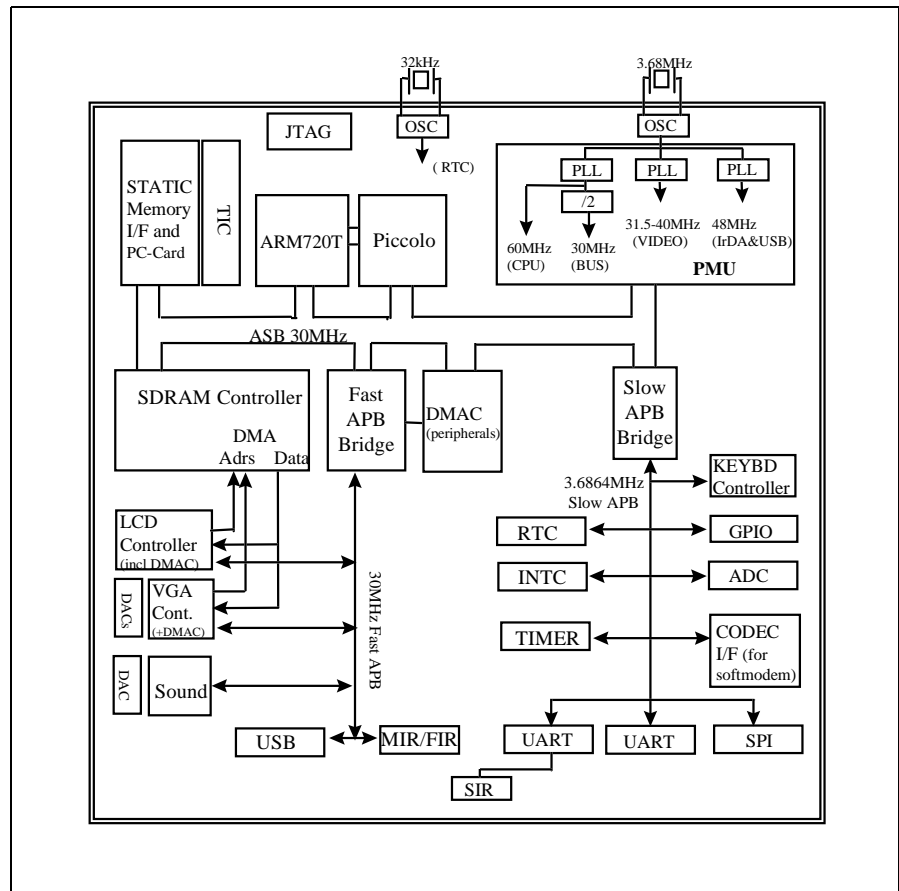 32kHz
3.68MHz
JTAG
OSC
OSC
( RTC)
STATIC
Memory
I/F and
PC-Card
TIC
ARM720T
Piccolo
PLL
PLL
PLL
/2
60MHz
(CPU)
30MHz
(BUS)
31.5-40MHz
(VIDEO)
48MHz
(IrDA&USB)
PMU
ASB 30MHz
SDRAM Controller
DMA
Adrs
Data
Fast
APB
Bridge
DMAC
(peripherals)
Slow
APB
Bridge
3.6864MHz
Slow APB
KEYBD
Controller
LCD
Controller
(incl DMAC)
RTC
GPIO
DACs
VGA
Cont.
(+DMAC)
30MHz Fast APB
INTC
ADC
TIMER
CODEC
I/F (for
softmodem)
DAC
Sound
USB
MIR/FIR
UART
UART
SPI
SIR